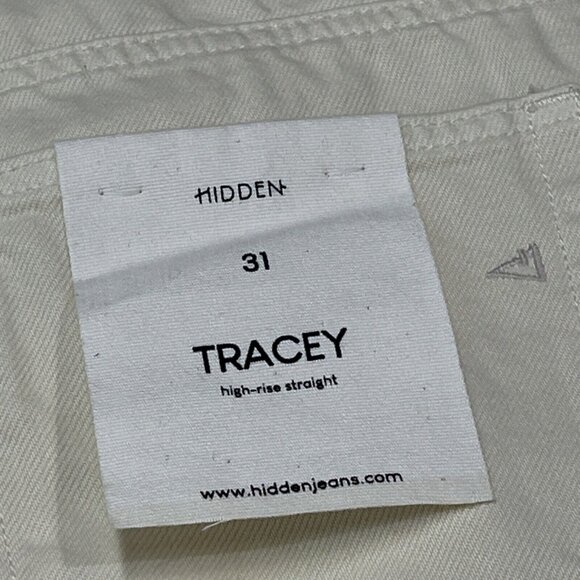 HIDDEN
31
TRACEY
high-rise straight
www.hiddenjeans.com